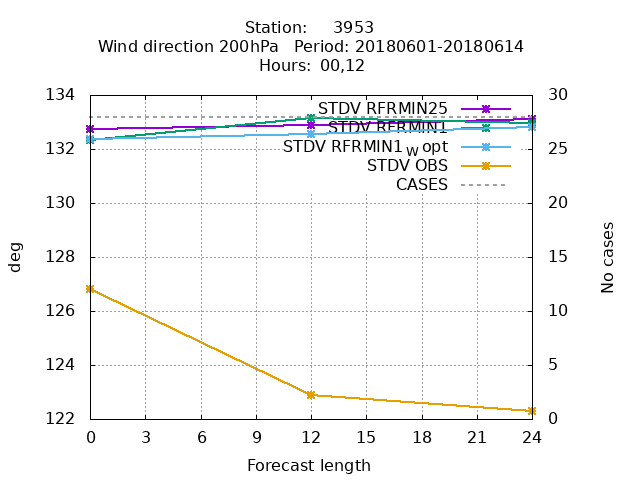 Station: 3953
Wind direction 200hPa Period: 20180601-20180614
Hours: 00,12
134
132
130
128
126
124
122
deg
30
25
20
15
10
5
0
No cases
STDV RFRMIN25
STDV RFRMIN1
STDV RFRMIN1 w opt
STDV OBS
CASES
0 3 6 9 12 15 18 21 24
Forecast length